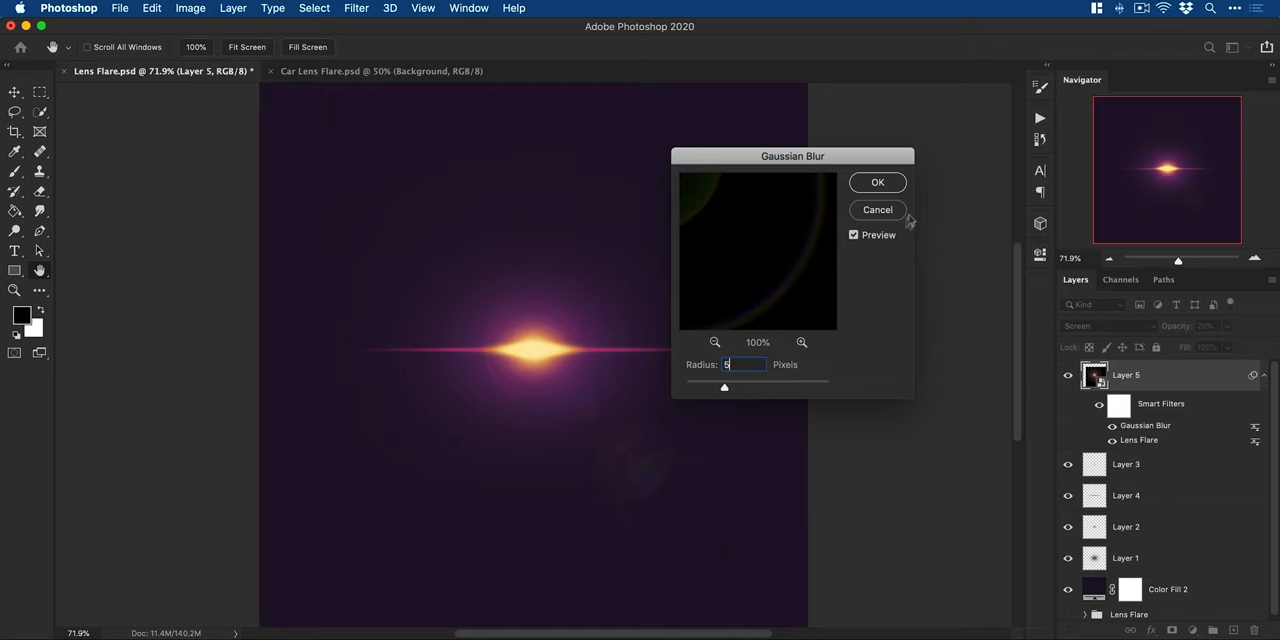 Photoshop File Edit Image Layer Type Select Filter 3D View Window Help
Adobe Photoshop 2020
Scroll All Windows 100% Fit Screen Fill Screen
Lens Flare.psd @ 71.9% (Layer 5, RGB/8) * Car Lens Flare.psd @ 50% (Background, RGB/8)
Navigator
Gaussian Blur
OK
Cancel
Preview
100%
Radius: 5 Pixels
71.9%
Layers Channels Paths
Kind
Screen Opacity: 20%
Lock: Fill: 100%
Layer 5
Smart Filters
Gaussian Blur
Lens Flare
Layer 3
Layer 4
Layer 2
Layer 1
Color Fill 2
Lens Flare
71.9% Doc: 11.4M/140.2M